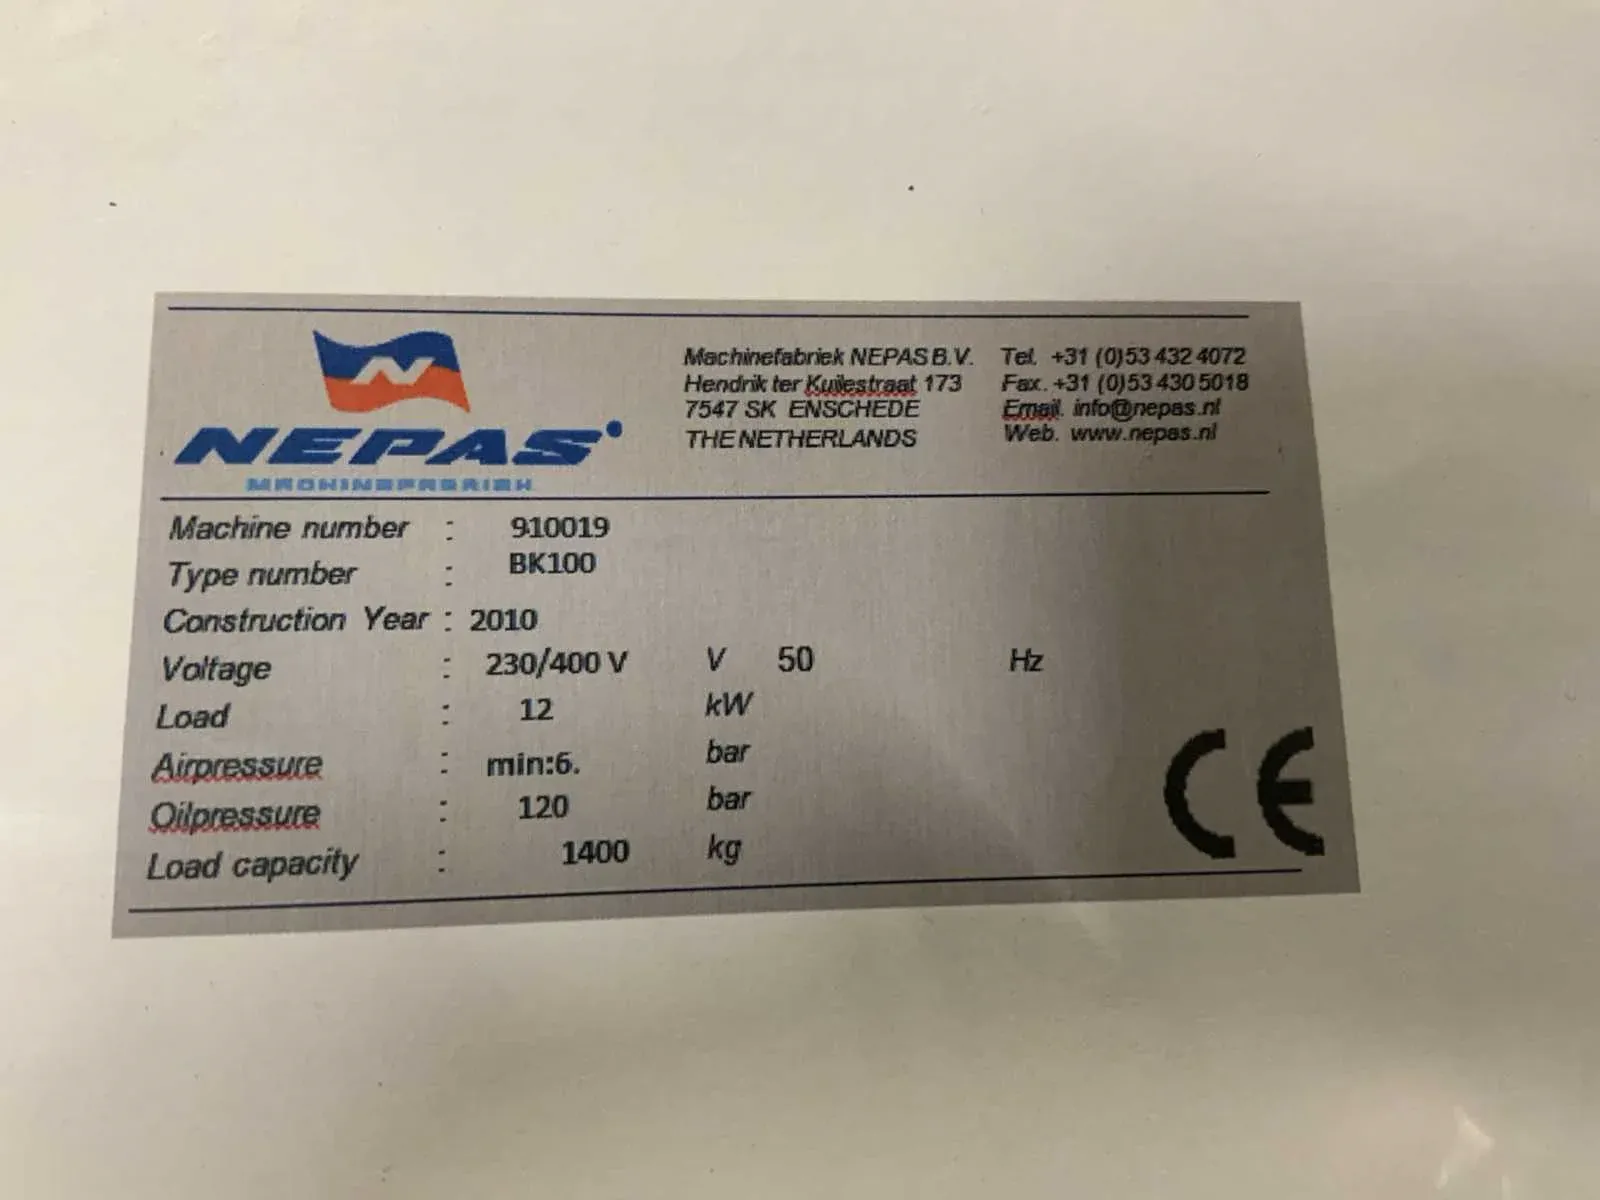 NEPAS
MACHINEFABRIEK
Machinefabriek NEPAS B.V.
Hendrik ter Kuilestraat 173
7547 SK ENSCHEDE
THE NETHERLANDS
Tel. +31 (0)53 432 4072
Fax. +31 (0)53 430 5018
Email. info@nepas.nl
Web. www.nepas.nl
Machine number : 910019
Type number : BK100
Construction Year : 2010
Voltage : 230/400 V V 50 Hz
Load : 12 kW
Airpressure : min:6. bar
Oilpressure : 120 bar
Load capacity : 1400 kg
CE